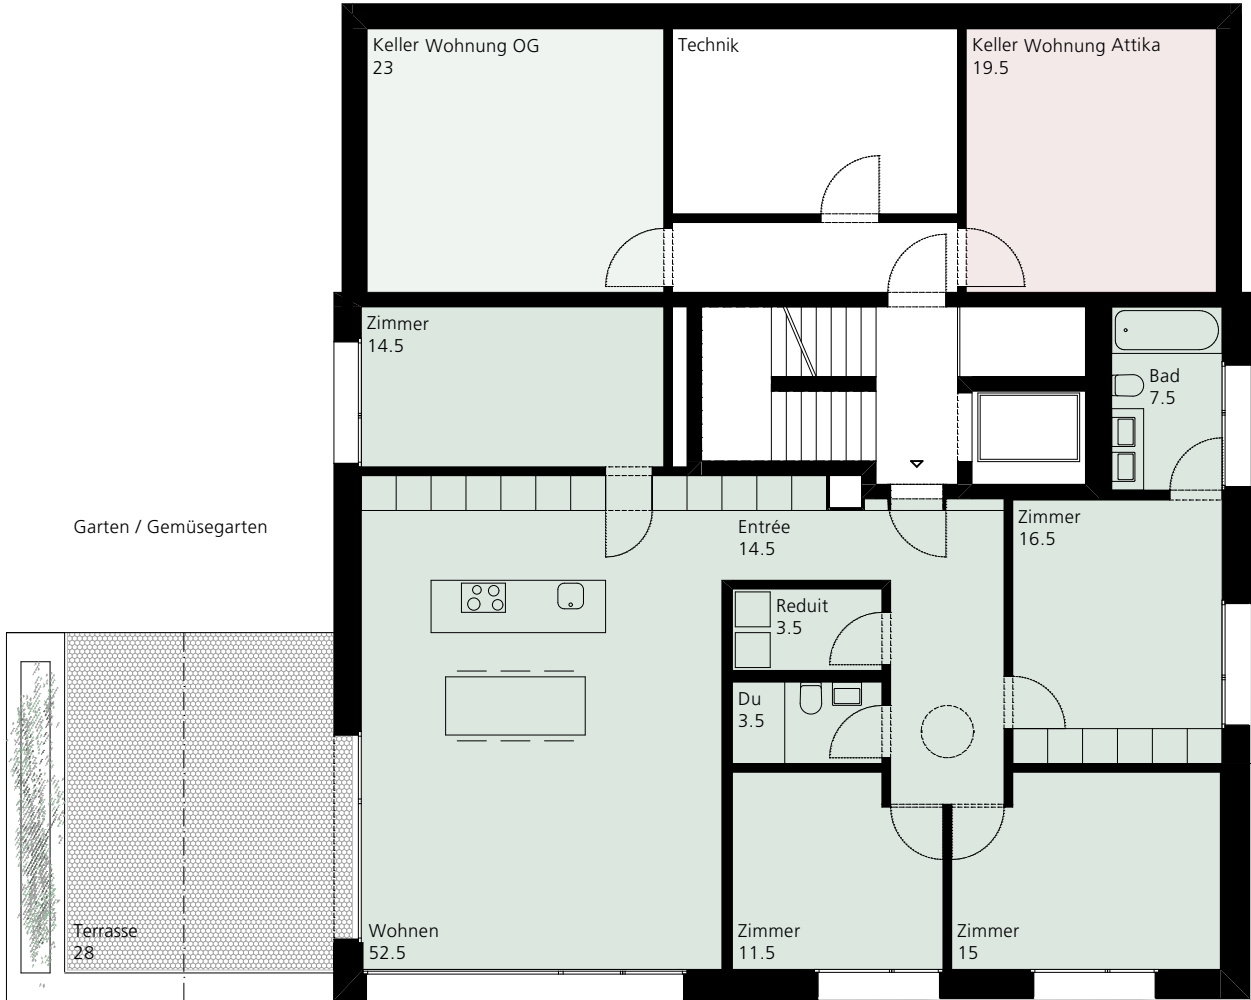 Keller Wohnung OG
23
Technik
Keller Wohnung Attika
19.5
Zimmer
14.5
Bad
7.5
Garten / Gemüsegarten
Entrée
14.5
Zimmer
16.5
Reduit
3.5
Du
3.5
Terrasse
28
Wohnen
52.5
Zimmer
11.5
Zimmer
15